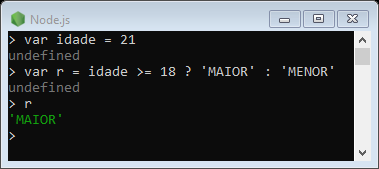 Node.js
> var idade = 21
undefined
> var r = idade >= 18 ? 'MAIOR' : 'MENOR'
undefined
> r
'MAIOR'
>